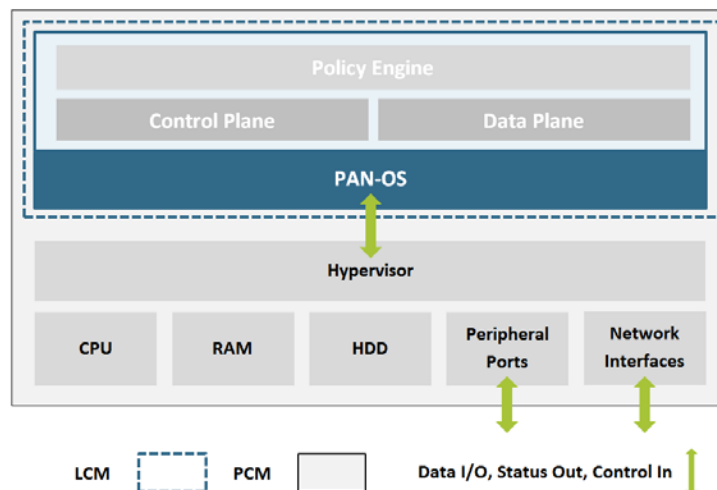 Policy Engine
Control Plane
Data Plane
PAN-OS
Hypervisor
CPU
RAM
HDD
Peripheral
Ports
Network
Interfaces
LCM
PCM
Data I/O, Status Out, Control In